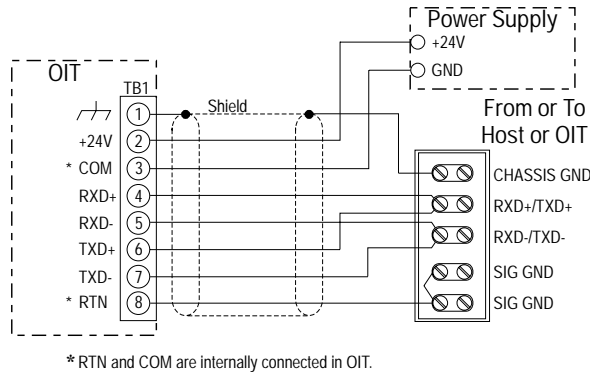 Power Supply
+24V
GND
OIT
TB1
Shield
1
+24V 2
* COM 3
RXD+ 4
RXD- 5
TXD+ 6
TXD- 7
* RTN 8
From or To
Host or OIT
CHASSIS GND
RXD+/TXD+
RXD-/TXD-
SIG GND
SIG GND
* RTN and COM are internally connected in OIT.